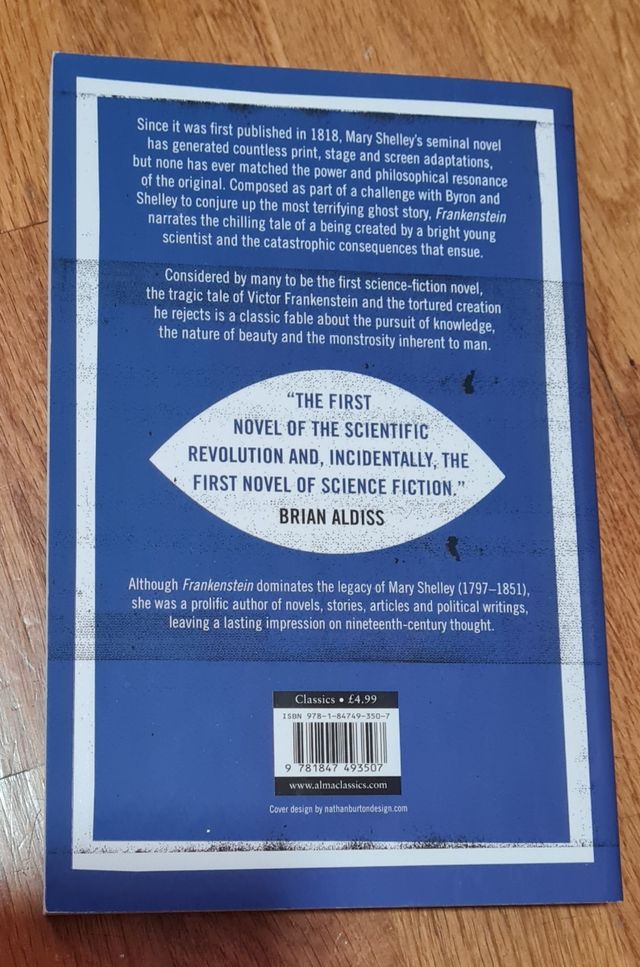 Since it was first published in 1818, Mary Shelley's seminal novel
has generated countless print, stage and screen adaptations,
but none has ever matched the power and philosophical resonance
of the original. Composed as part of a challenge with Byron and
Shelley to conjure up the most terrifying ghost story, Frankenstein
narrates the chilling tale of a being created by a bright young
scientist and the catastrophic consequences that ensue.
Considered by many to be the first science-fiction novel,
the tragic tale of Victor Frankenstein and the tortured creation
he rejects is a classic fable about the pursuit of knowledge,
the nature of beauty and the monstrosity inherent to man.
“THE FIRST
NOVEL OF THE SCIENTIFIC
REVOLUTION AND, INCIDENTALLY, THE
FIRST NOVEL OF SCIENCE FICTION.”
BRIAN ALDISS
Although Frankenstein dominates the legacy of Mary Shelley (1797–1851),
she was a prolific author of novels, stories, articles and political writings,
leaving a lasting impression on nineteenth-century thought.
Classics • £4.99
ISBN 978-1-84749-350-7
9 781847 493507
www.almaclassics.com
Cover design by nathanburtondesign.com